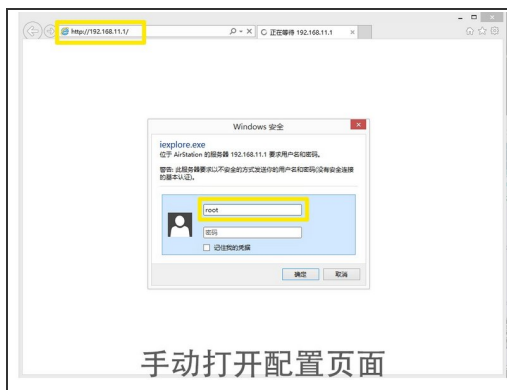 http://192.168.11.1/
正在等待 192.168.11.1
Windows 安全
iexplore.exe
位于 AirStation 的服务器 192.168.11.1 要求用户名和密码。
警告: 此服务器要求以不安全的方式发送你的用户名和密码(没有安全连接
的基本认证)。
root
密码
记住我的凭据
确定
取消
手动打开配置页面